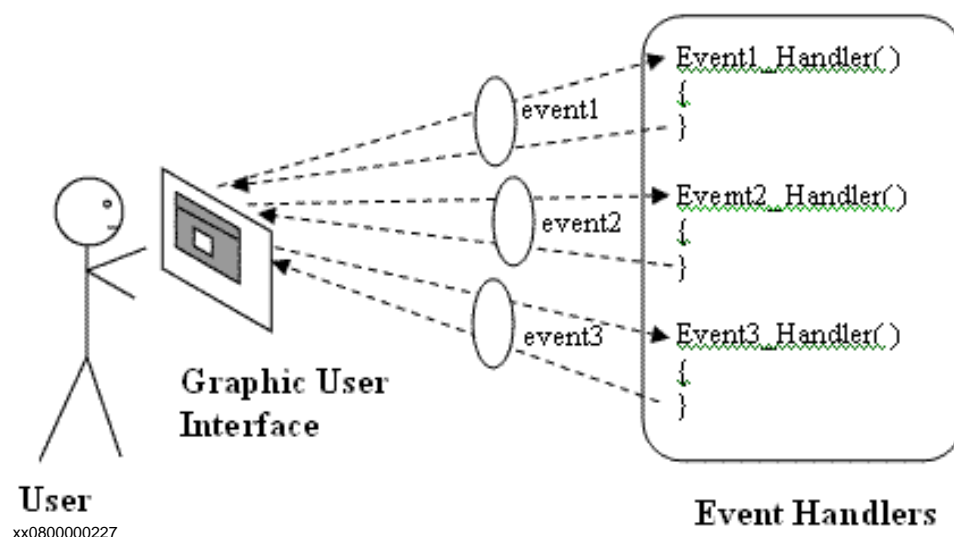 Event1_Handler()
{
}
event1
Evemt2_Handler()
{
}
event2
Event3_Handler()
{
}
event3
Graphic User
Interface
User
xx0800000227
Event Handlers